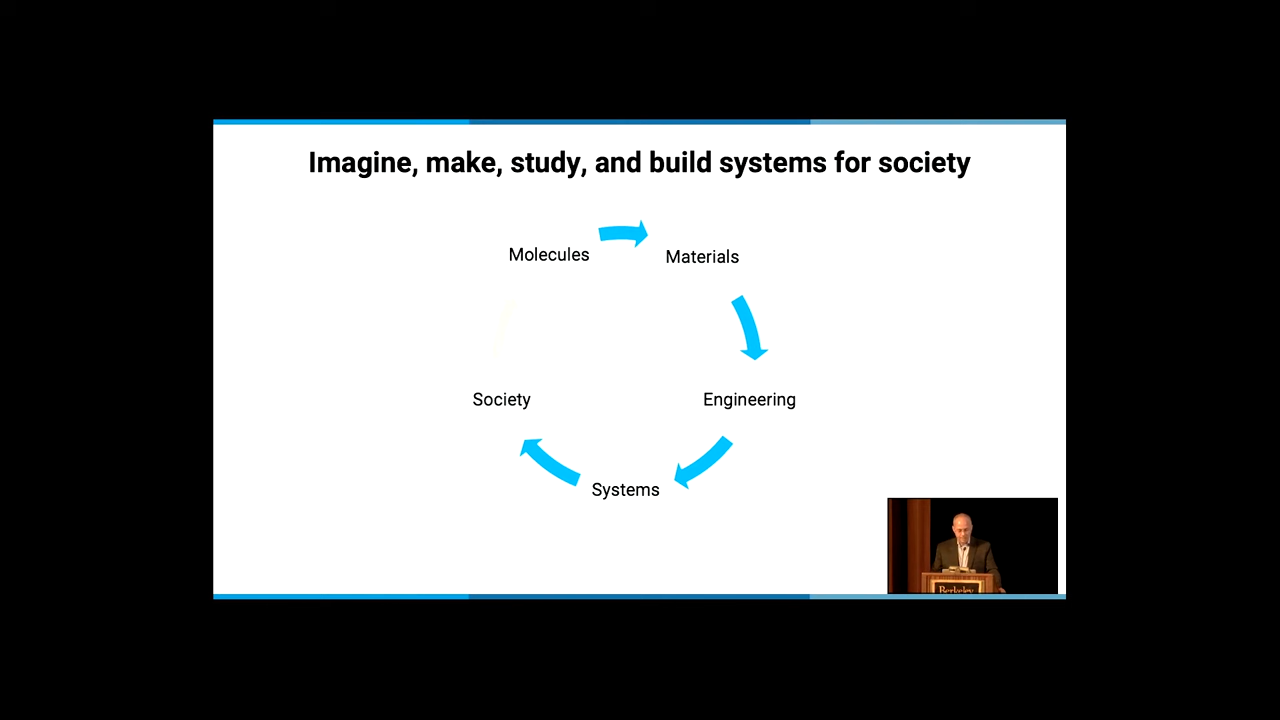 Imagine, make, study, and build systems for society
Molecules
Materials
Society
Engineering
Systems
Berkeley